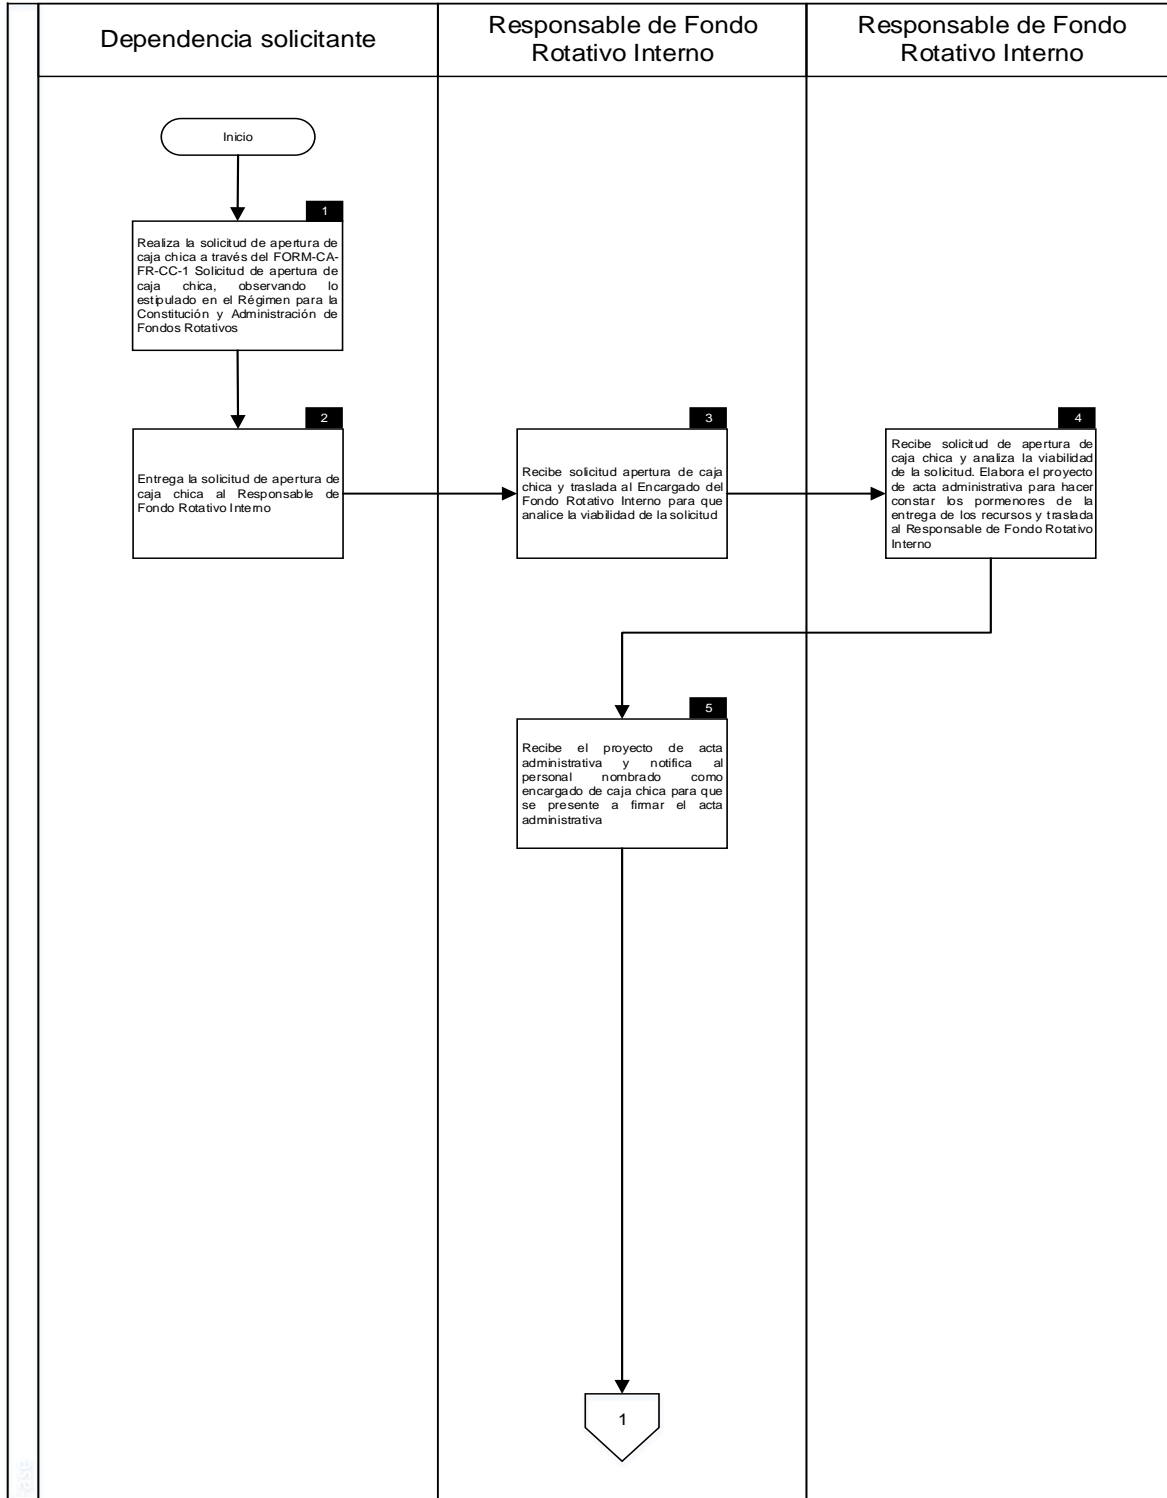 Dependencia solicitante
Responsable de Fondo
Rotativo Interno
Responsable de Fondo
Rotativo Interno
Inicio
1
Realiza la solicitud de apertura de
caja chica a través del FORM-CA-
FR-CC-1 Solicitud de apertura de
caja chica, observando lo
estipulado en el Régimen para la
Constitución y Administración de
Fondos Rotativos
2
Entrega la solicitud de apertura de
caja chica al Responsable de
Fondo Rotativo Interno
3
Recibe solicitud apertura de caja
chica y traslada al Encargado del
Fondo Rotativo Interno para que
analice la viabilidad de la solicitud
4
Recibe solicitud de apertura de
caja chica y analiza la viabilidad
de la solicitud. Elabora el proyecto
de acta administrativa para hacer
constar los pormenores de la
entrega de los recursos y traslada
al Responsable de Fondo Rotativo
Interno
5
Recibe el proyecto de acta
administrativa y notifica al
personal nombrado como
encargado de caja chica para que
se presente a firmar el acta
administrativa
1
Fase